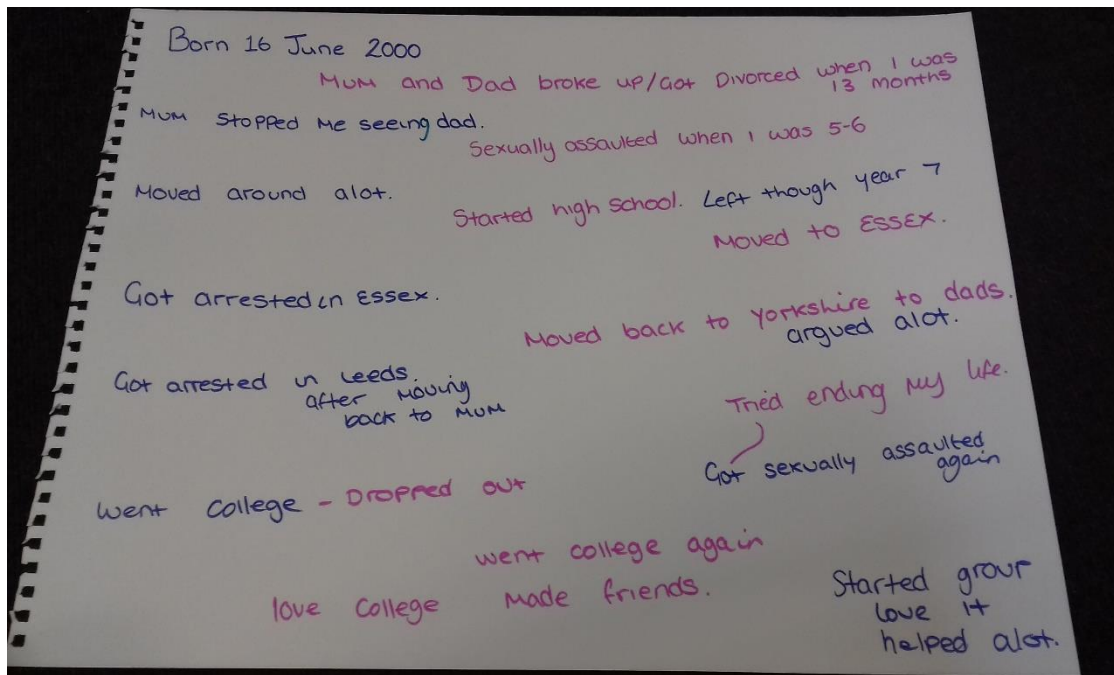 Born 16 June 2000
Mum and Dad broke up/Got Divorced when I was
13 months
Mum stopped me seeing dad.
Sexually assaulted when I was 5-6
Moved around alot.
Started high school. Left though year 7
Moved to Essex.
Got arrested in Essex.
Moved back to Yorkshire to dads.
argued alot.
Got arrested in Leeds.
after moving
back to mum
Tried ending my life.
Got sexually assaulted
again
went college - Dropped out
went college again
love college made friends.
Started group
love it
helped alot.